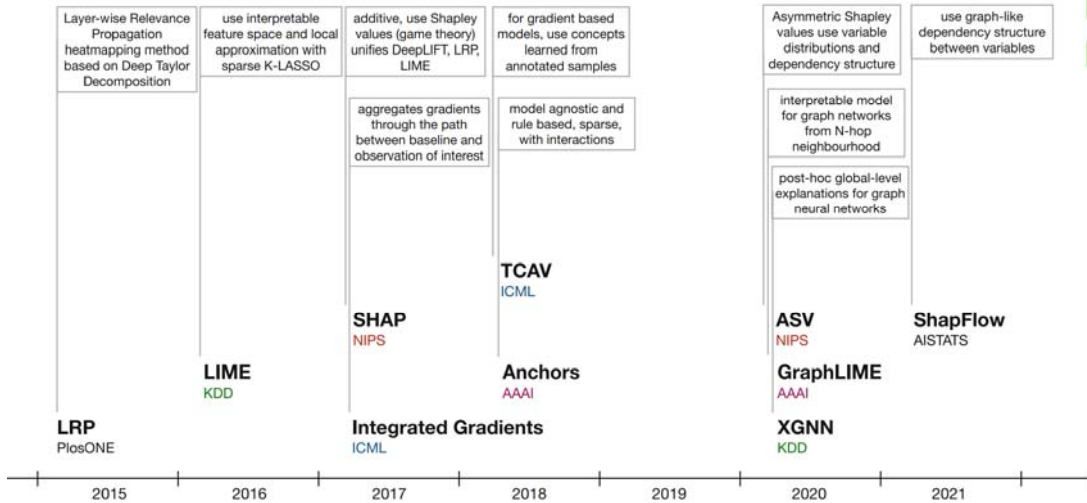 Layer-wise Relevance
Propagation
heatmapping method
based on Deep Taylor
Decomposition
use interpretable
feature space and local
approximation with
sparse K-LASSO
additive, use Shapley
values (game theory)
unifies DeepLIFT, LRP,
LIME
for gradient based
models, use concepts
learned from
annotated samples
Asymmetric Shapley
values use variable
distributions and
dependency structure
use graph-like
dependency structure
between variables
aggregates gradients
through the path
between baseline and
observation of interest
model agnostic and
rule based, sparse,
with interactions
interpretable model
for graph networks
from N-hop
neighbourhood
post-hoc global-level
explanations for graph
neural networks
TCAV
ICML
SHAP
NIPS
ASV
NIPS
ShapFlow
AISTATS
LIME
KDD
Anchors
AAAI
GraphLIME
AAAI
LRP
PlosONE
Integrated Gradients
ICML
XGNN
KDD
2015
2016
2017
2018
2019
2020
2021